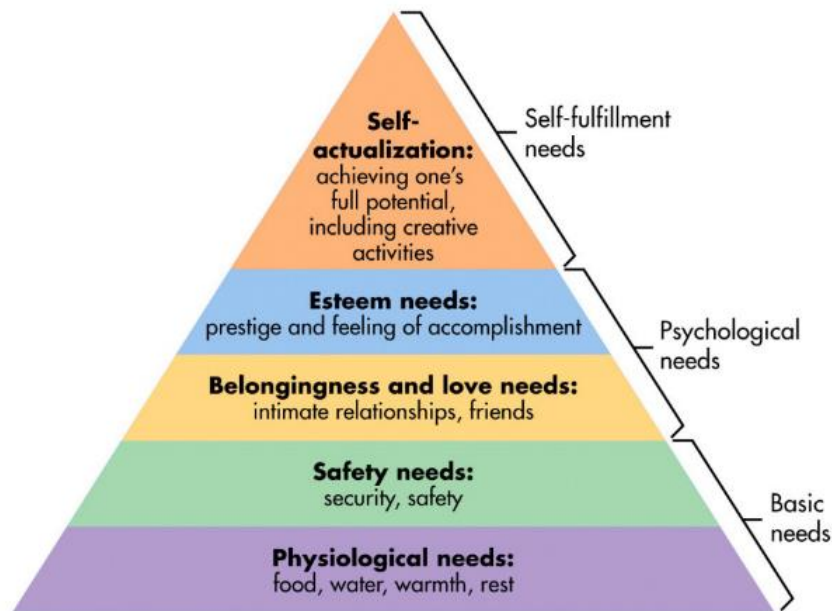 Self-
actualization:
achieving one's
full potential,
including creative
activities
Self-fulfillment
needs
Esteem needs:
prestige and feeling of accomplishment
Psychological
needs
Belongingness and love needs:
intimate relationships, friends
Safety needs:
security, safety
Basic
needs
Physiological needs:
food, water, warmth, rest